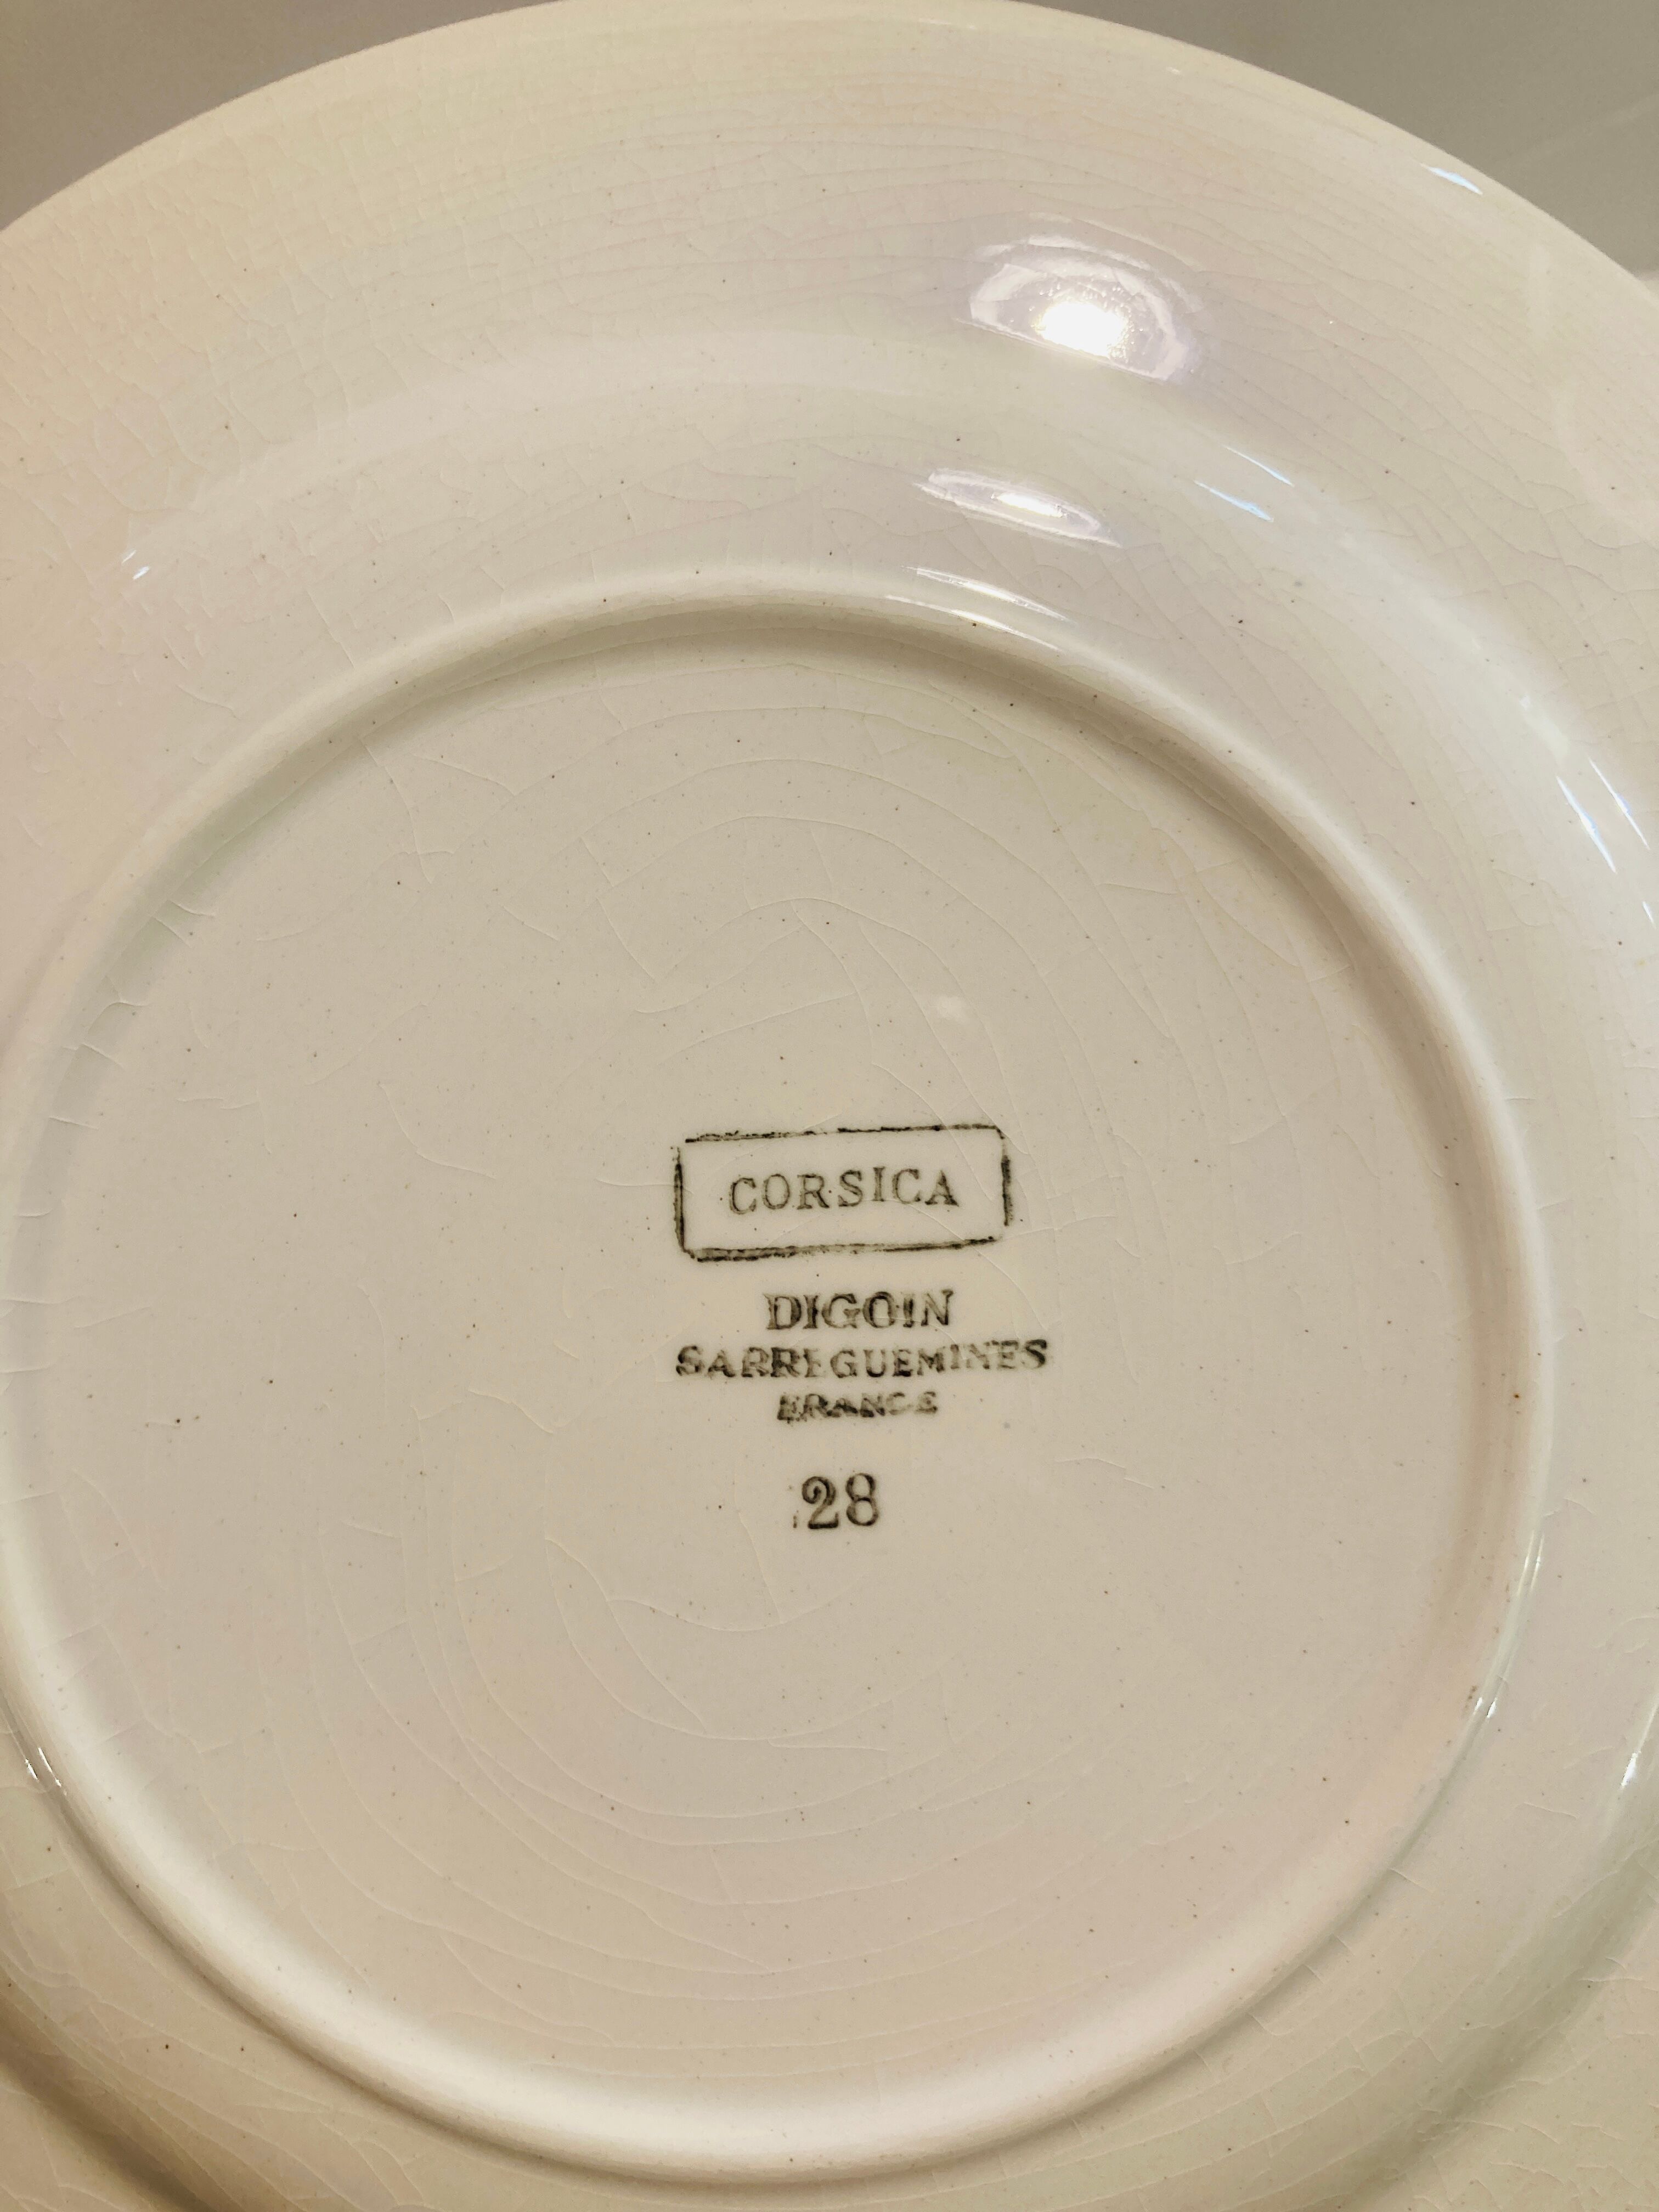 CORSICA
DIGOIN
SARREGUEMINES
FRANCE
28